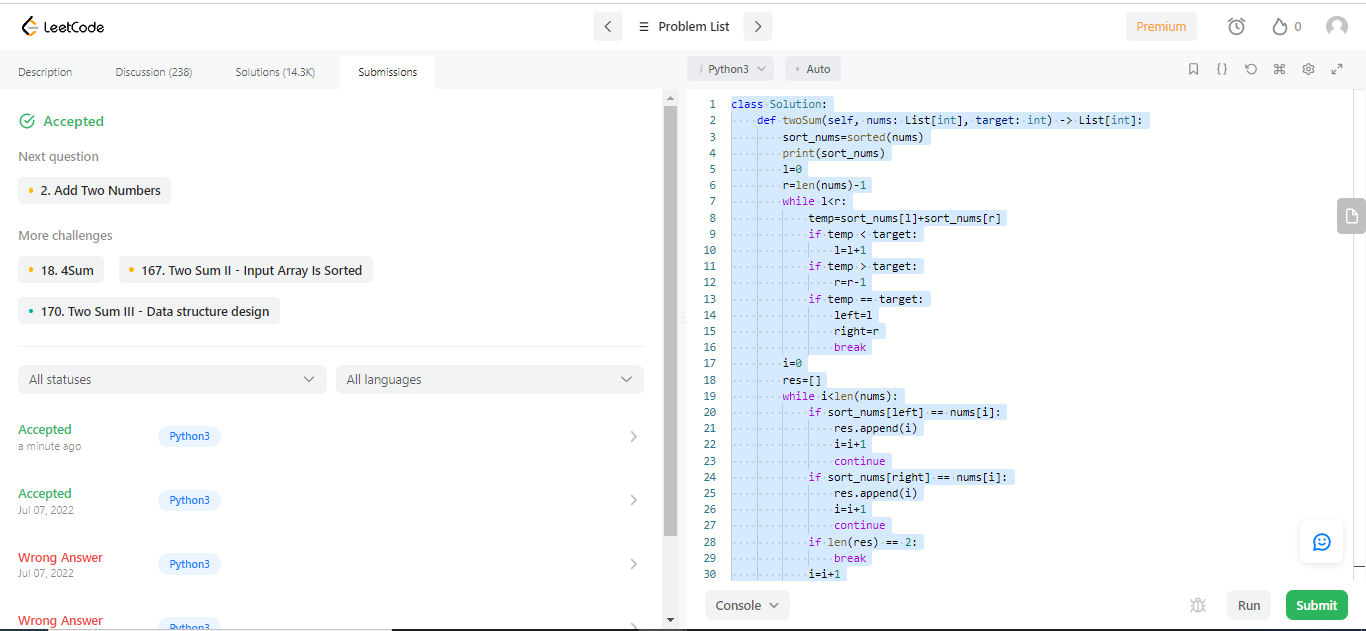 LeetCode
Problem List
Premium
0
Description
Discussion (238)
Solutions (14.3K)
Submissions
i Python3
Auto
Accepted
Next question
2. Add Two Numbers
More challenges
18. 4Sum
167. Two Sum II - Input Array Is Sorted
170. Two Sum III - Data structure design
All statuses
All languages
Accepted
a minute ago
Python3
Accepted
Jul 07, 2022
Python3
Wrong Answer
Jul 07, 2022
Python3
Wrong Answer
Python3
1 class Solution:
2     def twoSum(self, nums: List[int], target: int) -> List[int]:
3         sort_nums=sorted(nums)
4         print(sort_nums)
5         l=0
6         r=len(nums)-1
7         while l<r:
8             temp=sort_nums[l]+sort_nums[r]
9             if temp < target:
10                 l=l+1
11             if temp > target:
12                 r=r-1
13             if temp == target:
14                 left=l
15                 right=r
16                 break
17         i=0
18         res=[]
19         while i<len(nums):
20             if sort_nums[left] == nums[i]:
21                 res.append(i)
22                 i=i+1
23                 continue
24             if sort_nums[right] == nums[i]:
25                 res.append(i)
26                 i=i+1
27                 continue
28             if len(res) == 2:
29                 break
30             i=i+1
Console
Run
Submit